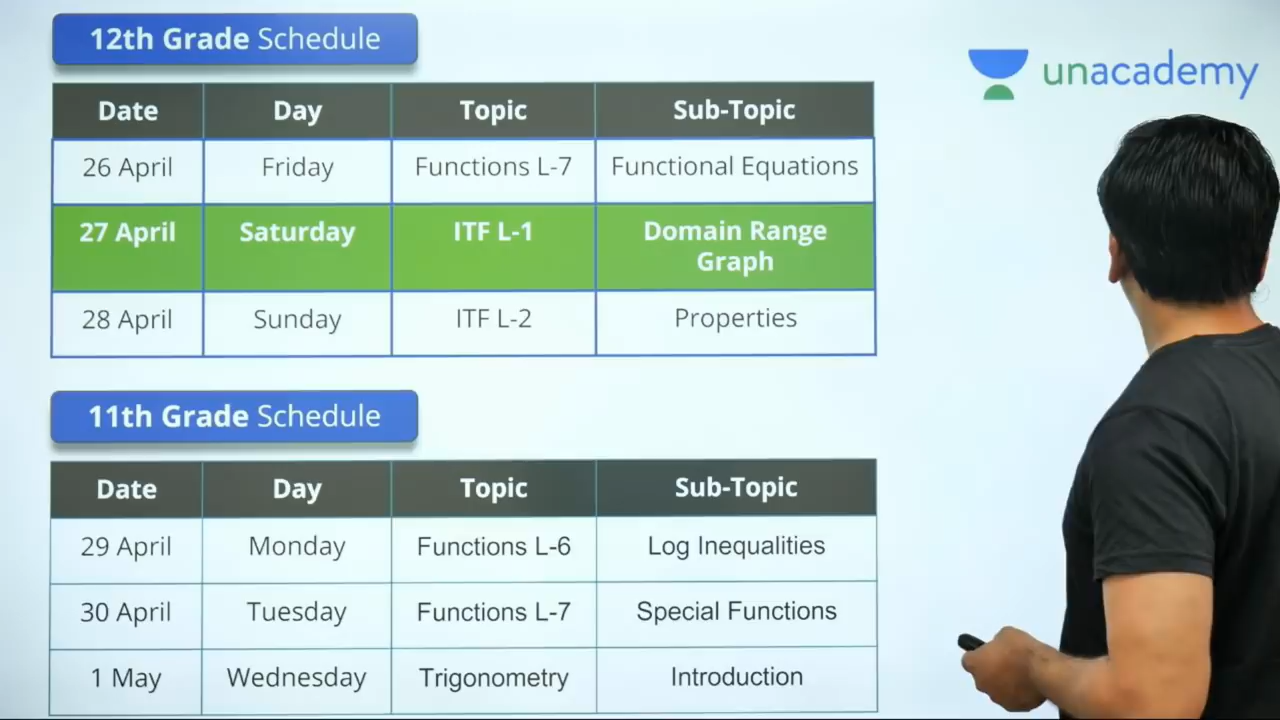 12th Grade Schedule
unacademy
Date Day Topic Sub-Topic
26 April Friday Functions L-7 Functional Equations
27 April Saturday ITF L-1 Domain Range
Graph
28 April Sunday ITF L-2 Properties
11th Grade Schedule
Date Day Topic Sub-Topic
29 April Monday Functions L-6 Log Inequalities
30 April Tuesday Functions L-7 Special Functions
1 May Wednesday Trigonometry Introduction